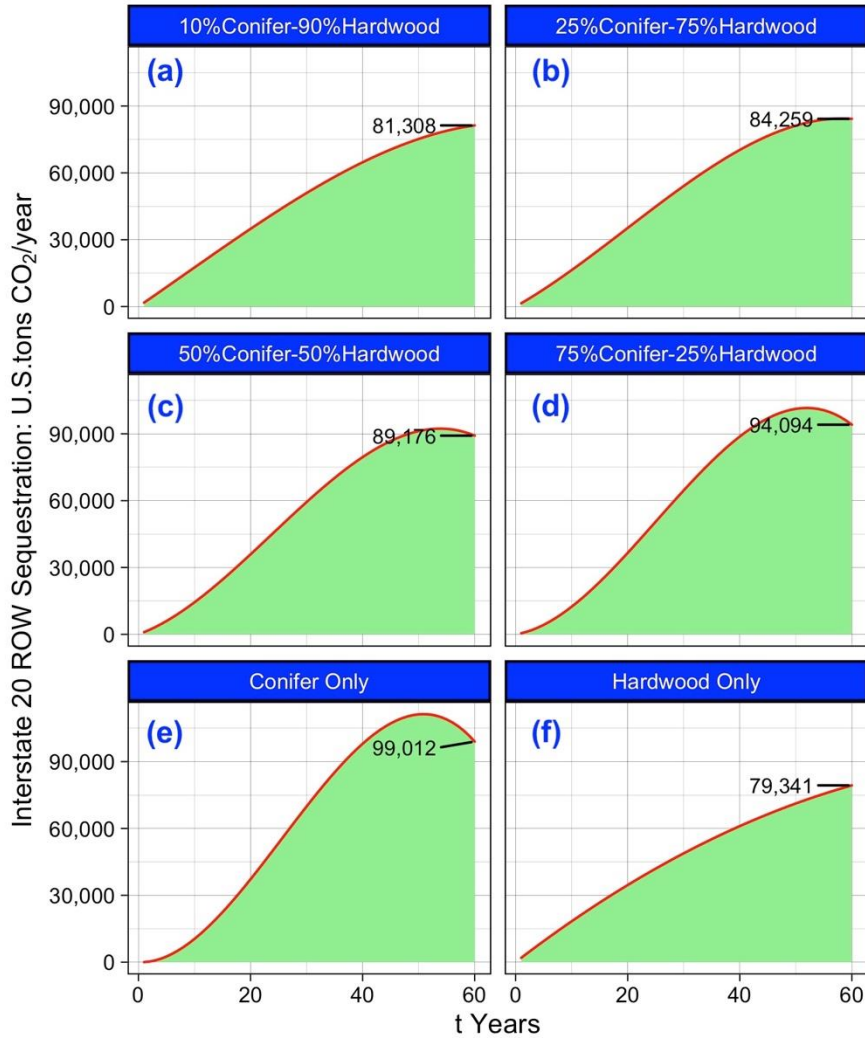 Interstate 20 ROW Sequestration: U.S.tons CO₂/year
10%Conifer-90%Hardwood
(a)
90,000
60,000
30,000
0
81,308
25%Conifer-75%Hardwood
(b)
84,259
50%Conifer-50%Hardwood
(c)
90,000
60,000
30,000
0
89,176
75%Conifer-25%Hardwood
(d)
94,094
Conifer Only
(e)
90,000
60,000
30,000
0
99,012
0 20 40 60
Hardwood Only
(f)
79,341
0 20 40 60
t Years